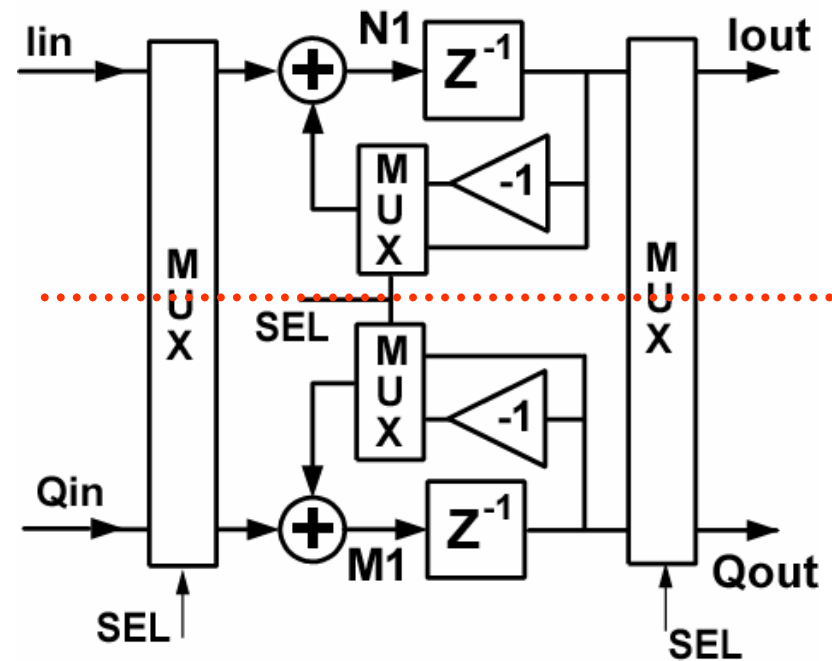 Iin
N1
Iout
+
Z-1
M
U
X
-1
M
U
X
M
U
X
SEL
M
U
X
-1
Qin
+
M1
Z-1
Qout
SEL
SEL